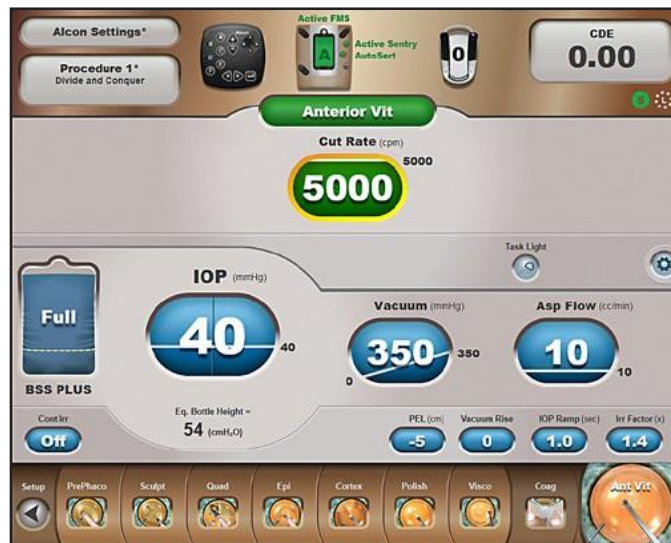 Alcon Settings*
Procedure 1*
Divide and Conquer
Active FMS
A
Active Sentry
AutoSert
0
CDE
0.00
S
Anterior Vit
Cut Rate (cpm)
5000
5000
Task Light
Full
BSS PLUS
IOP (mmHg)
40
40
Eq. Bottle Height =
54 (cmH₂O)
Vacuum (mmHg)
350
350
0
Asp Flow (cc/min)
10
10
Cont Irr
Off
PEL (cm)
-5
Vacuum Rise
0
IOP Ramp (sec)
1.0
Irr Factor (x)
1.4
Setup
PrePhaco
Sculpt
Quad
Epi
Cortex
Polish
Visco
Coag
Ant Vit